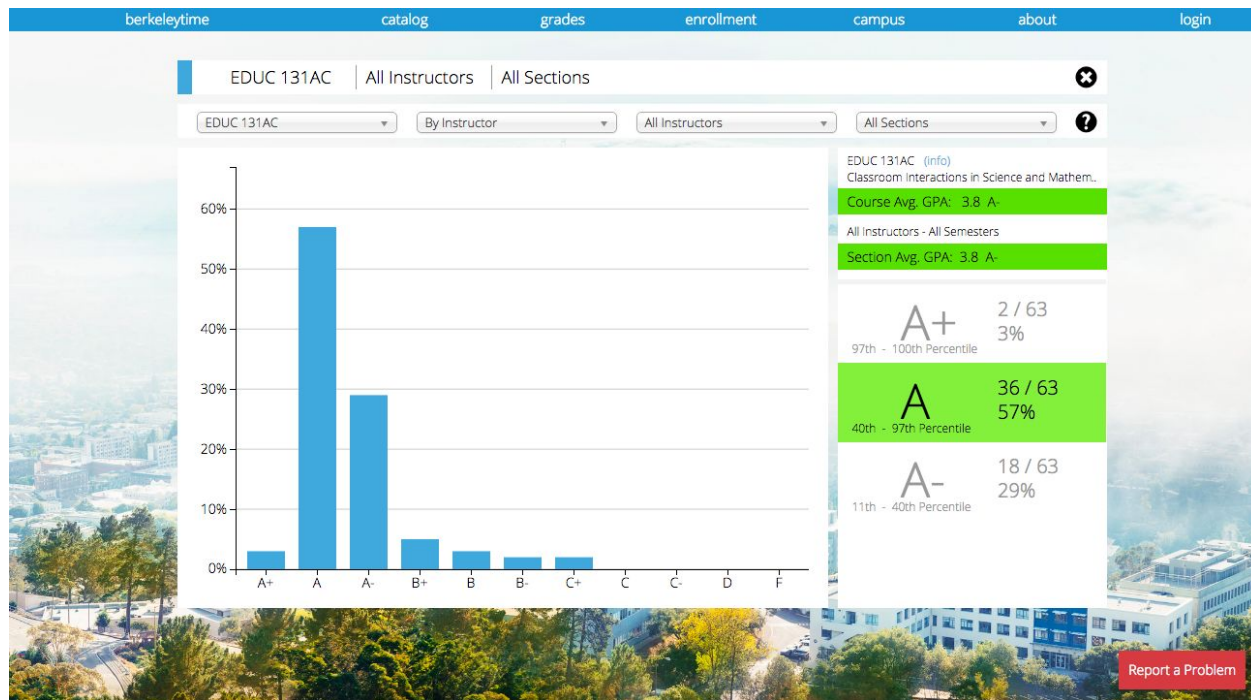 berkeleytime catalog grades enrollment campus about login
EDUC 131AC All Instructors All Sections
EDUC 131AC By Instructor All Instructors All Sections ?
60%
50%
40%
30%
20%
10%
0%
A+ A A- B+ B B- C+ C C- D F
EDUC 131AC (info)
Classroom Interactions in Science and Mathem..
Course Avg. GPA: 3.8 A-
All Instructors - All Semesters
Section Avg. GPA: 3.8 A-
A+ 2 / 63
97th - 100th Percentile 3%
A 36 / 63
40th - 97th Percentile 57%
A- 18 / 63
11th - 40th Percentile 29%
Report a Problem